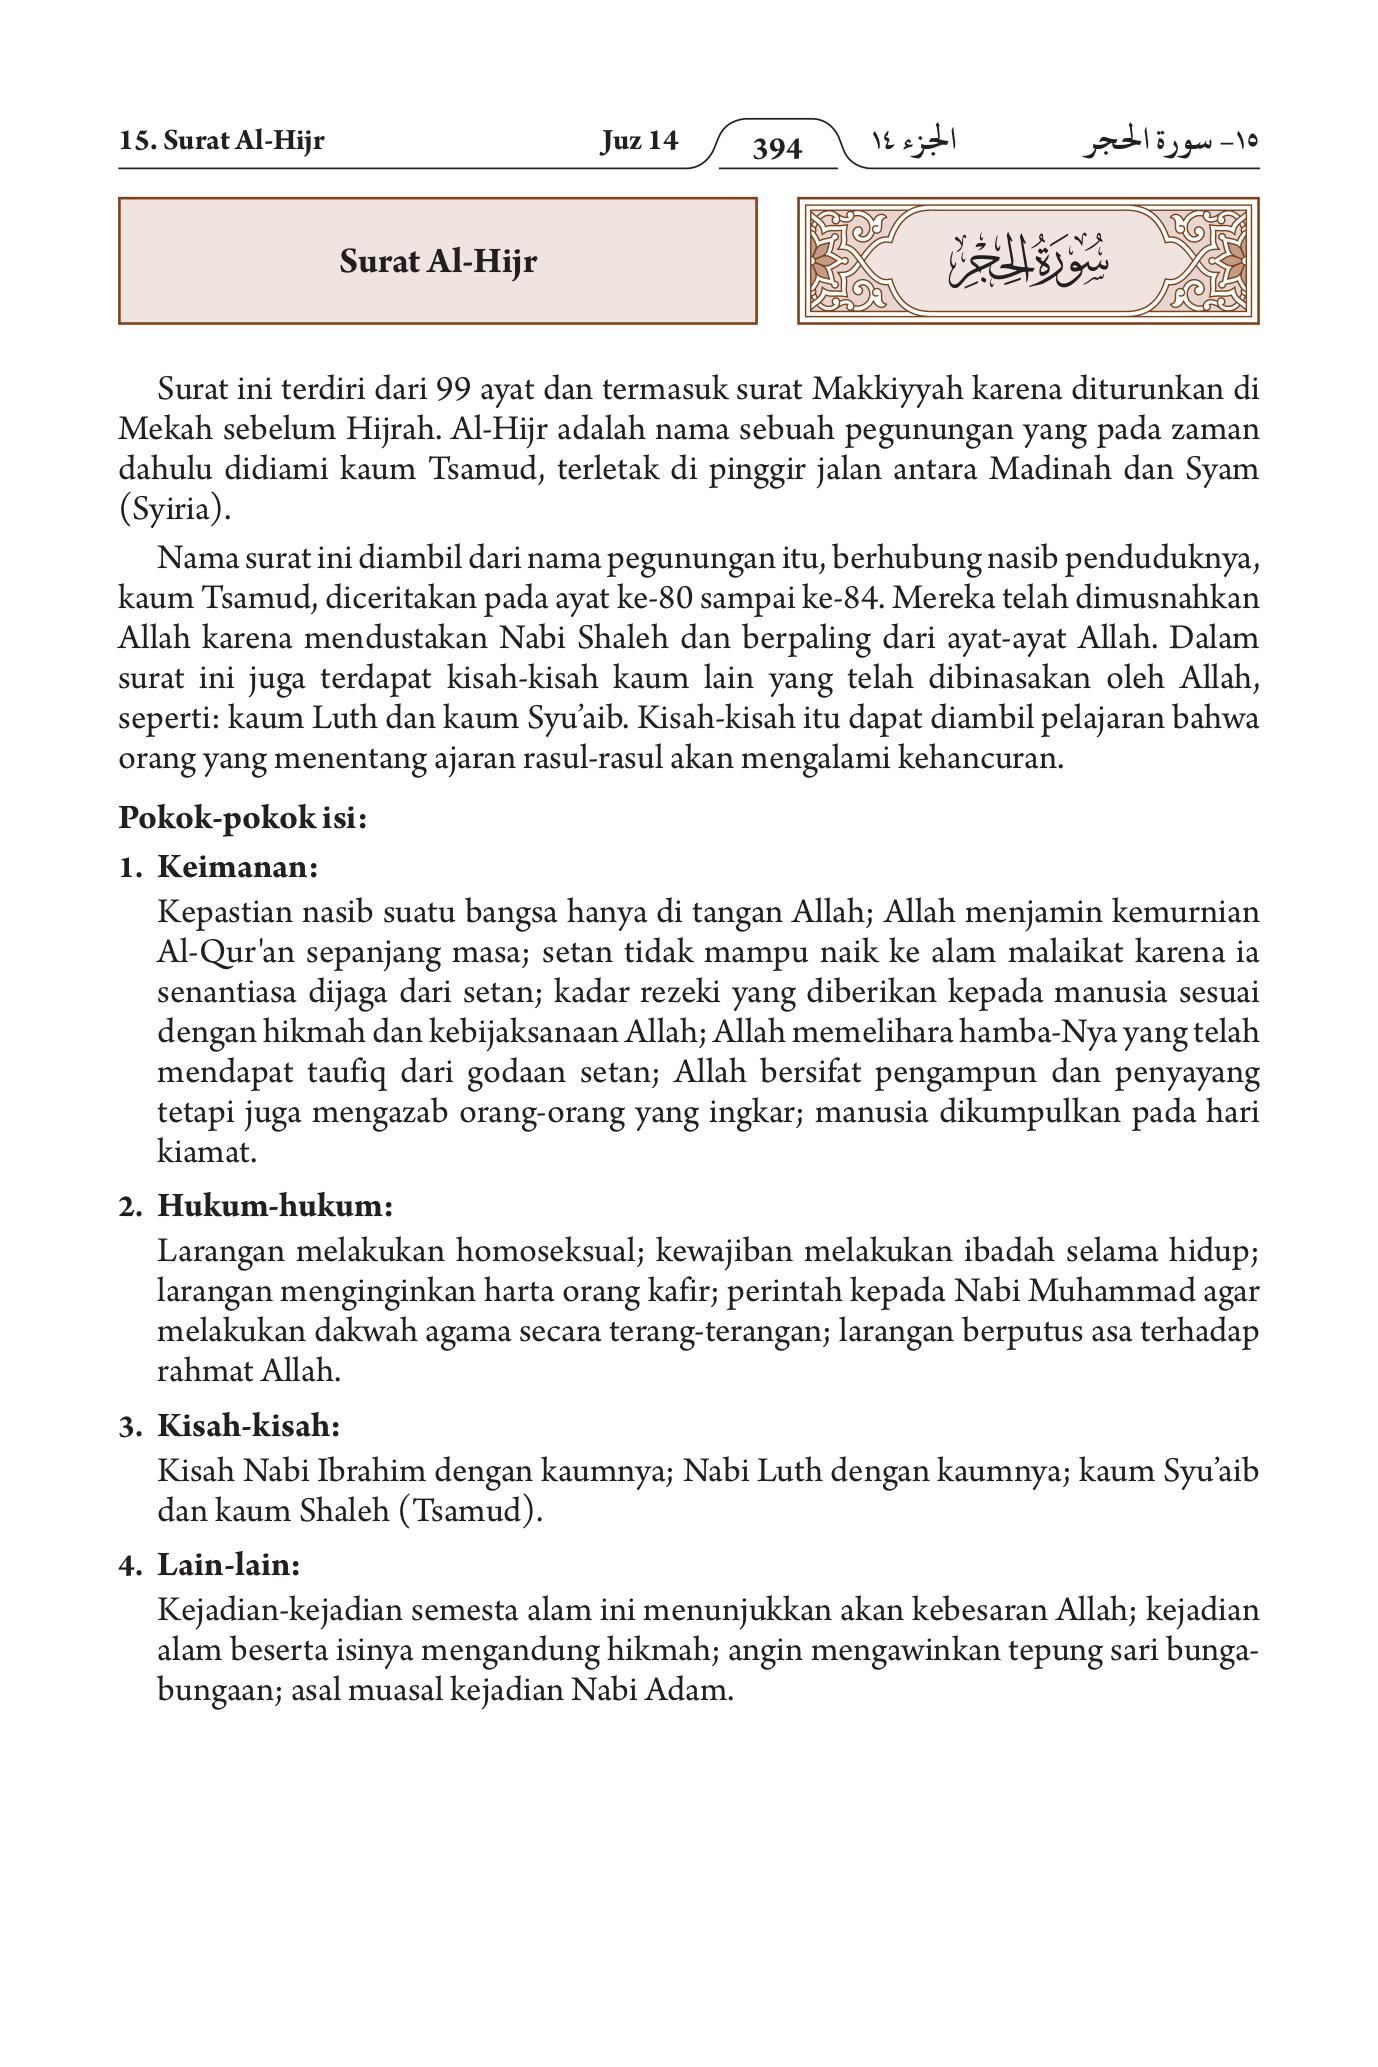 15. Surat Al-Hijr Juz 14 394 الجزء ١٤ ١٥– سورة الحجر
Surat Al-Hijr
سُورَةُ الحِجْرِ
Surat ini terdiri dari 99 ayat dan termasuk surat Makkiyyah karena diturunkan di
Mekah sebelum Hijrah. Al-Hijr adalah nama sebuah pegunungan yang pada zaman
dahulu didiami kaum Tsamud, terletak di pinggir jalan antara Madinah dan Syam
(Syiria).
Nama surat ini diambil dari nama pegunungan itu, berhubung nasib penduduknya,
kaum Tsamud, diceritakan pada ayat ke-80 sampai ke-84. Mereka telah dimusnahkan
Allah karena mendustakan Nabi Shaleh dan berpaling dari ayat-ayat Allah. Dalam
surat ini juga terdapat kisah-kisah kaum lain yang telah dibinasakan oleh Allah,
seperti: kaum Luth dan kaum Syu’aib. Kisah-kisah itu dapat diambil pelajaran bahwa
orang yang menentang ajaran rasul-rasul akan mengalami kehancuran.
Pokok-pokok isi:
1. Keimanan:
Kepastian nasib suatu bangsa hanya di tangan Allah; Allah menjamin kemurnian
Al-Qur'an sepanjang masa; setan tidak mampu naik ke alam malaikat karena ia
senantiasa dijaga dari setan; kadar rezeki yang diberikan kepada manusia sesuai
dengan hikmah dan kebijaksanaan Allah; Allah memelihara hamba-Nya yang telah
mendapat taufiq dari godaan setan; Allah bersifat pengampun dan penyayang
tetapi juga mengazab orang-orang yang ingkar; manusia dikumpulkan pada hari
kiamat.
2. Hukum-hukum:
Larangan melakukan homoseksual; kewajiban melakukan ibadah selama hidup;
larangan menginginkan harta orang kafir; perintah kepada Nabi Muhammad agar
melakukan dakwah agama secara terang-terangan; larangan berputus asa terhadap
rahmat Allah.
3. Kisah-kisah:
Kisah Nabi Ibrahim dengan kaumnya; Nabi Luth dengan kaumnya; kaum Syu’aib
dan kaum Shaleh (Tsamud).
4. Lain-lain:
Kejadian-kejadian semesta alam ini menunjukkan akan kebesaran Allah; kejadian
alam beserta isinya mengandung hikmah; angin mengawinkan tepung sari bunga-
bungaan; asal muasal kejadian Nabi Adam.